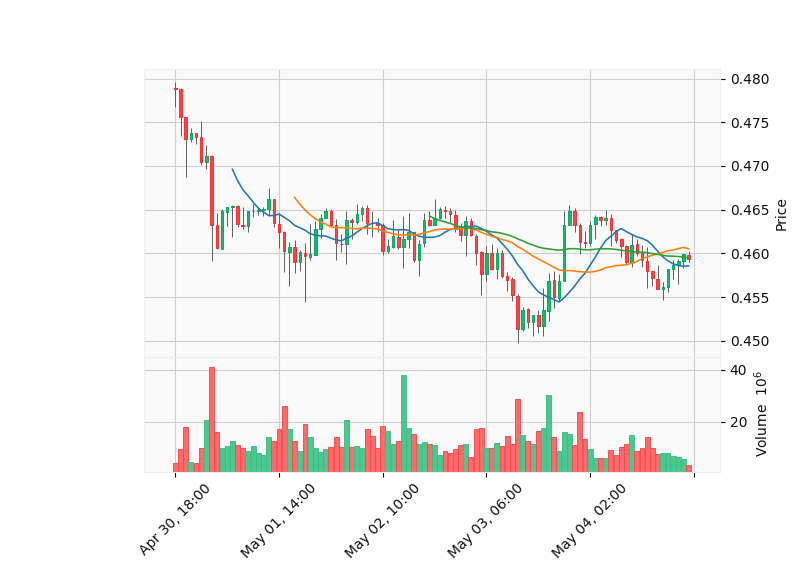 0.480
0.475
0.470
0.465
0.460
0.455
0.450
Price
40
20
Volume 10^6
Apr 30, 18:00
May 01, 14:00
May 02, 10:00
May 03, 06:00
May 04, 02:00